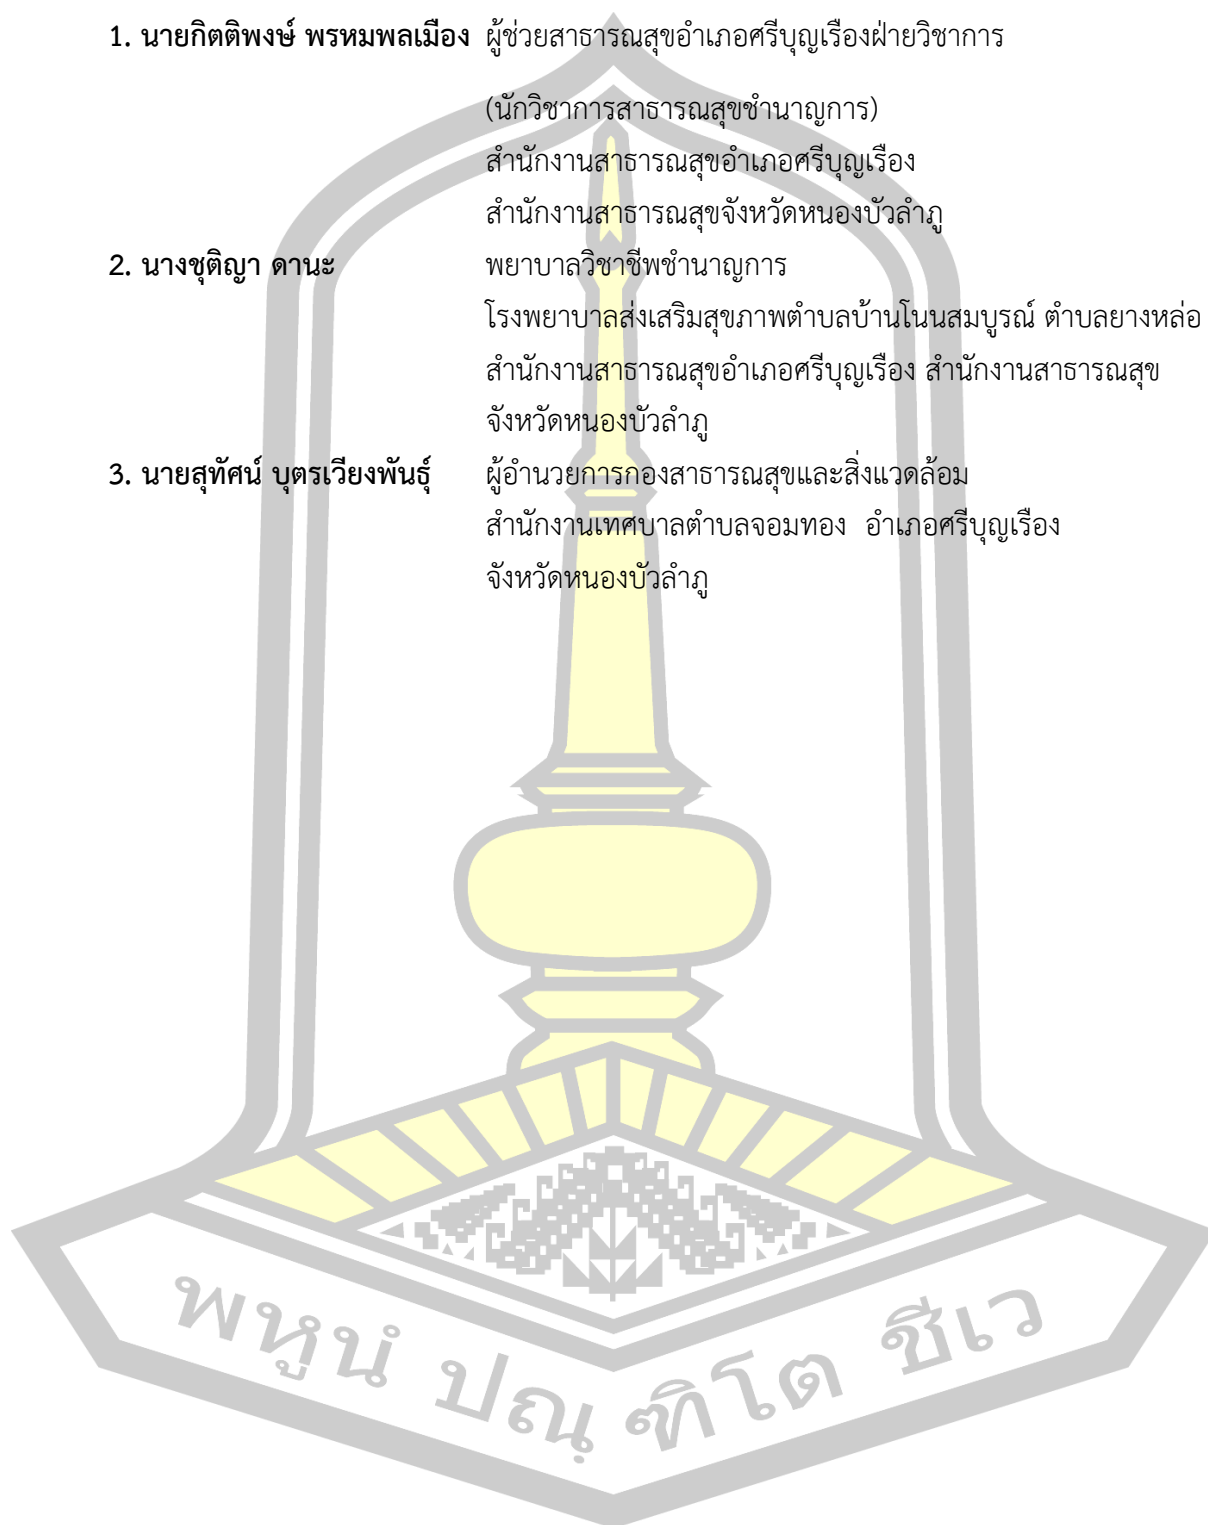 1. นายกิตติพงษ์ พรหมพลเมือง ผู้ช่วยสาธารณสุขอำเภอศรีบุญเรืองฝ่ายวิชาการ
(นักวิชาการสาธารณสุขชำนาญการ)
สำนักงานสาธารณสุขอำเภอศรีบุญเรือง
สำนักงานสาธารณสุขจังหวัดหนองบัวลำภู
2. นางชุติญา ดานะ พยาบาลวิชาชีพชำนาญการ
โรงพยาบาลส่งเสริมสุขภาพตำบลบ้านโนนสมบูรณ์ ตำบลยางหล่อ
สำนักงานสาธารณสุขอำเภอศรีบุญเรือง สำนักงานสาธารณสุข
จังหวัดหนองบัวลำภู
3. นายสุทัศน์ บุตรเวียงพันธุ์ ผู้อำนวยการกองสาธารณสุขและสิ่งแวดล้อม
สำนักงานเทศบาลตำบลจอมทอง อำเภอศรีบุญเรือง
จังหวัดหนองบัวลำภู
พหูนํ ปณฺ ฑิโต ชีเว